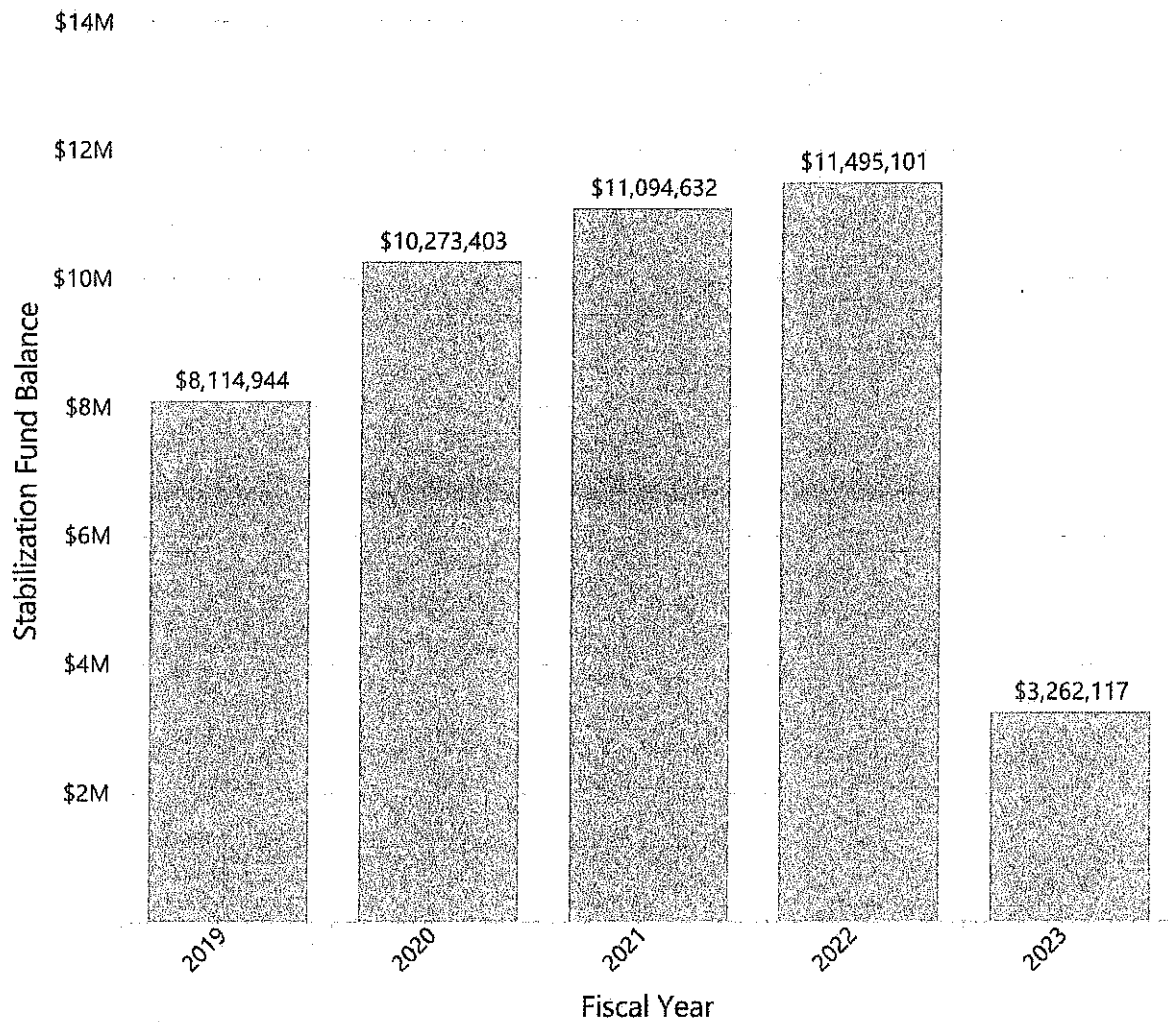 $14M
$12M
$10M
$8M
$6M
$4M
$2M
Stabilization Fund Balance
$8,114,944
$10,273,403
$11,094,632
$11,495,101
$3,262,117
2019
2020
2021
2022
2023
Fiscal Year